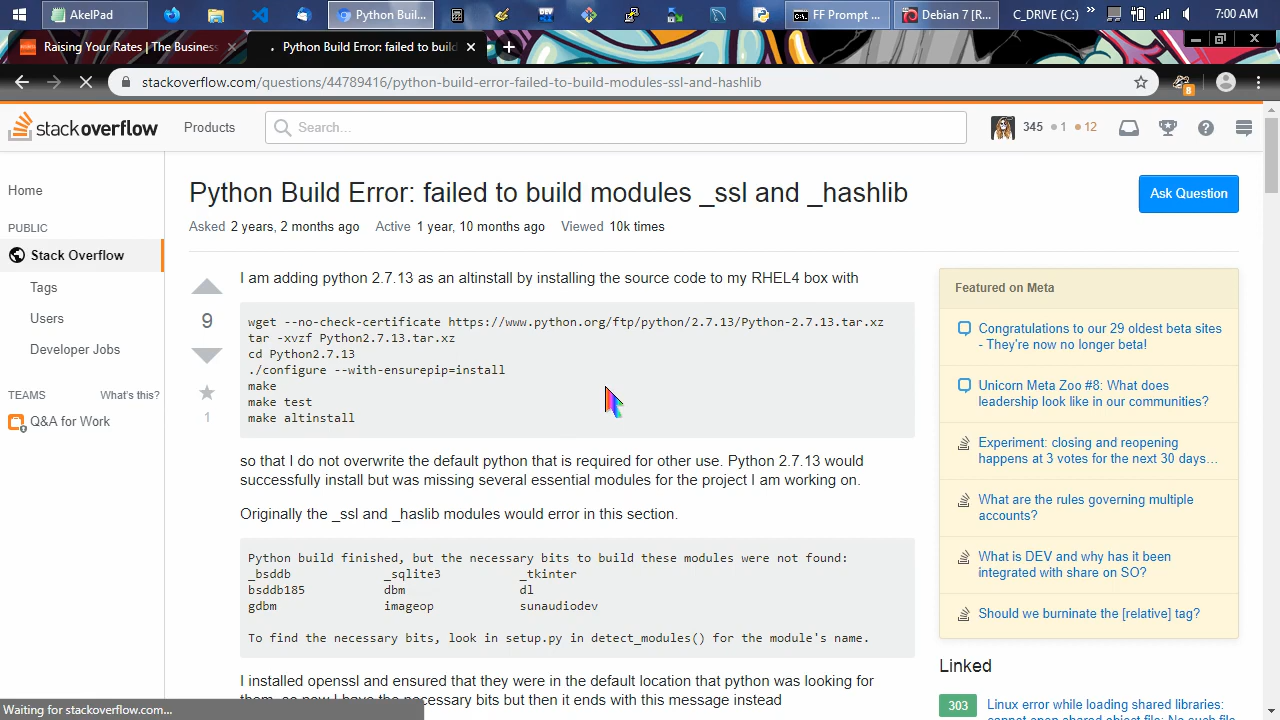 AkelPad
Python Buil...
FF Prompt ...
Debian 7 [R...
C_DRIVE (C:)
7:00 AM
Raising Your Rates | The Business
Python Build Error: failed to build
stackoverflow.com/questions/44789416/python-build-error-failed-to-build-modules-ssl-and-hashlib
8
stackoverflow
Products
Search...
345 1 12
Home
PUBLIC
Stack Overflow
Tags
Users
Developer Jobs
TEAMS What's this?
Q&A for Work
Python Build Error: failed to build modules _ssl and _hashlib
Ask Question
Asked 2 years, 2 months ago Active 1 year, 10 months ago Viewed 10k times
9
1
I am adding python 2.7.13 as an altinstall by installing the source code to my RHEL4 box with
wget --no-check-certificate https://www.python.org/ftp/python/2.7.13/Python-2.7.13.tar.xz
tar -xvzf Python2.7.13.tar.xz
cd Python2.7.13
./configure --with-ensurepip=install
make
make test
make altinstall
so that I do not overwrite the default python that is required for other use. Python 2.7.13 would
successfully install but was missing several essential modules for the project I am working on.
Originally the _ssl and _haslib modules would error in this section.
Python build finished, but the necessary bits to build these modules were not found:
_bsddb _sqlite3 _tkinter
bsddb185 dbm dl
gdbm imageop sunaudiodev
To find the necessary bits, look in setup.py in detect_modules() for the module's name.
I installed openssl and ensured that they were in the default location that python was looking for
them, so now I have the necessary bits but then it ends with this message instead
Featured on Meta
Congratulations to our 29 oldest beta sites
- They're now no longer beta!
Unicorn Meta Zoo #8: What does
leadership look like in our communities?
Experiment: closing and reopening
happens at 3 votes for the next 30 days...
What are the rules governing multiple
accounts?
What is DEV and why has it been
integrated with share on SO?
Should we burninate the [relative] tag?
Linked
303 Linux error while loading shared libraries:
cannot open shared object file: No such file
Waiting for stackoverflow.com...